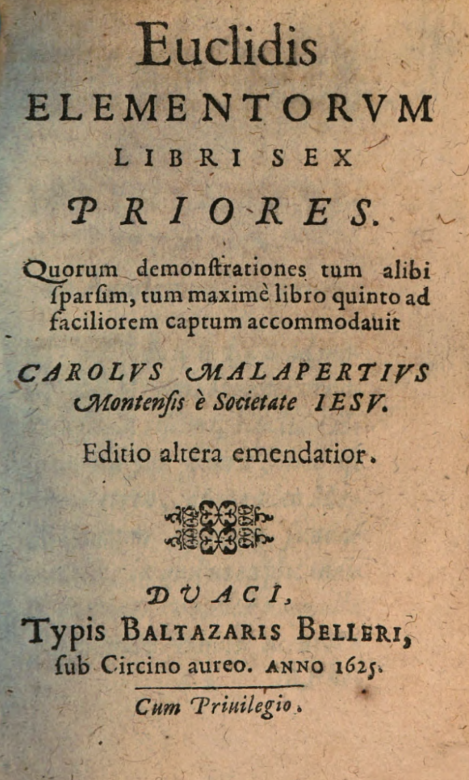 Euclidis
ELEMENTORVM
LIBRI SEX
PRIORES.
Quorum demonſtrationes tum alibi
ſparſim, tum maximè libro quinto ad
faciliorem captum accommodauit
CAROLVS MALAPERTIVS
Montenſis è Societate IESV.
Editio altera emendatior.
DVACI,
Typis BALTAZARIS BELLERI,
ſub Circino aureo. ANNO 1625.
Cum Priuilegio.